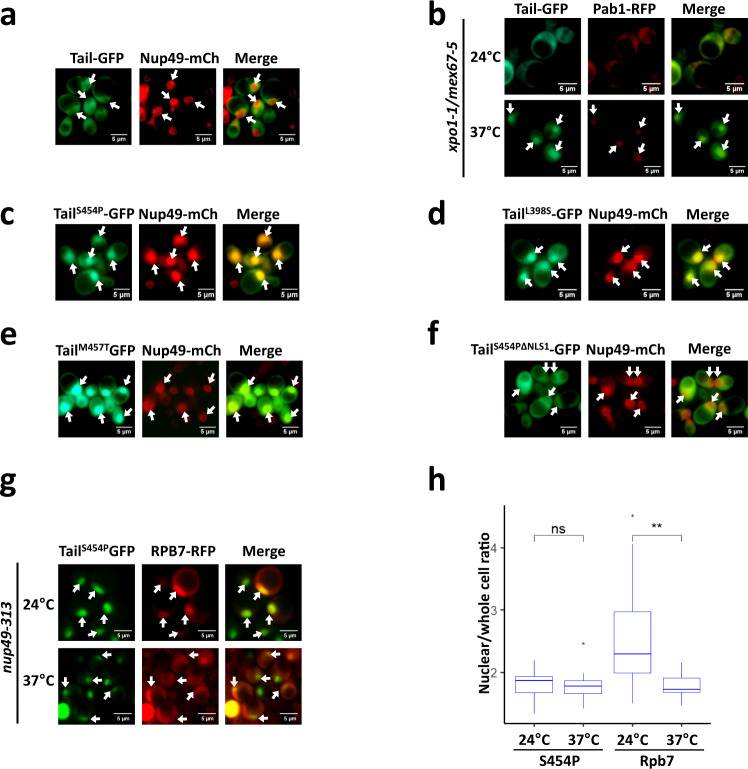 a
Tail-GFP Nup49-mCh Merge
5 µm 5 µm 5 µm
b
Tail-GFP Pab1-RFP Merge
xpo1-1/mex67-5
24°C
5 µm 5 µm 5 µm
37°C
5 µm 5 µm 5 µm
c
TailS454P-GFP Nup49-mCh Merge
5 µm 5 µm 5 µm
d
TailL398S-GFP Nup49-mCh Merge
5 µm 5 µm 5 µm
e
TailM457TGFP Nup49-mCh Merge
5 µm 5 µm 5 µm
f
TailS454PΔNLS1-GFP Nup49-mCh Merge
5 µm 5 µm 5 µm
g
TailS454PGFP RPB7-RFP Merge
nup49-313
24°C
5 µm 5 µm 5 µm
37°C
5 µm 5 µm 5 µm
h
Nuclear/whole cell ratio
ns **
4
3
2
24°C 37°C 24°C 37°C
S454P Rpb7